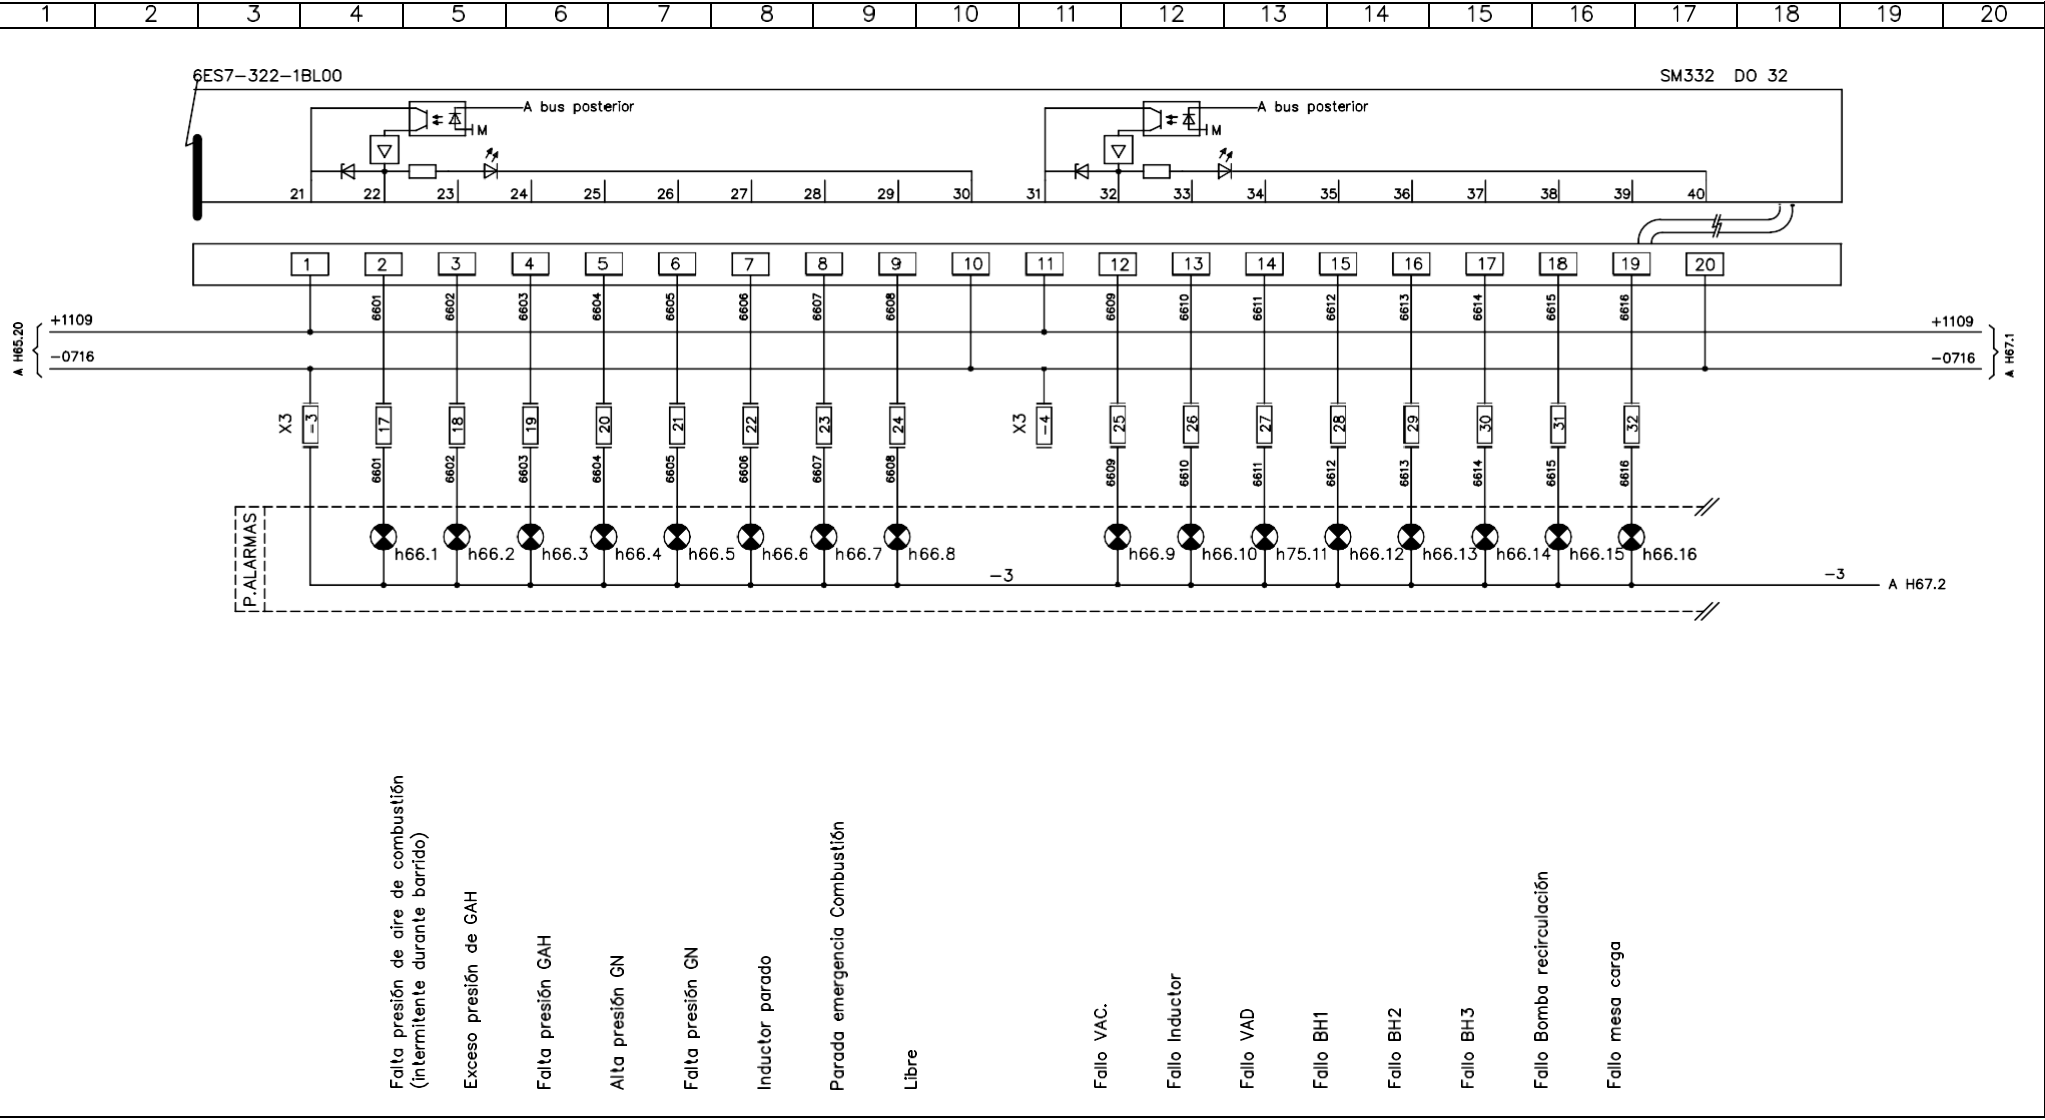 1 2 3 4 5 6 7 8 9 10 11 12 13 14 15 16 17 18 19 20
6ES7-322-1BL00
SM332 DO 32
A bus posterior
A bus posterior
M
M
21 22 23 24 25 26 27 28 29 30 31 32 33 34 35 36 37 38 39 40
1 2 3 4 5 6 7 8 9 10 11 12 13 14 15 16 17 18 19 20
6601 6602 6603 6604 6605 6606 6607 6608 6609 6610 6611 6612 6613 6614 6615 6616
A H65.20
+1109
+1109
-0716
-0716
A H67.1
X3 -3 17 18 19 20 21 22 23 24 X3 -4 25 26 27 28 29 30 31 32
6601 6602 6603 6604 6605 6606 6607 6608 6609 6610 6611 6612 6613 6614 6615 6616
P.ALARMAS
h66.1 h66.2 h66.3 h66.4 h66.5 h66.6 h66.7 h66.8 h66.9 h66.10 h75.11 h66.12 h66.13 h66.14 h66.15 h66.16
-3
-3
A H67.2
Falta presión de aire de combustión
(intermitente durante barrido)
Exceso presión de GAH
Falta presión GAH
Alta presión GN
Falta presión GN
Inductor parado
Parada emergencia Combustión
Libre
Fallo VAC.
Fallo Inductor
Fallo VAD
Fallo BH1
Fallo BH2
Fallo BH3
Fallo Bomba recirculación
Fallo mesa carga